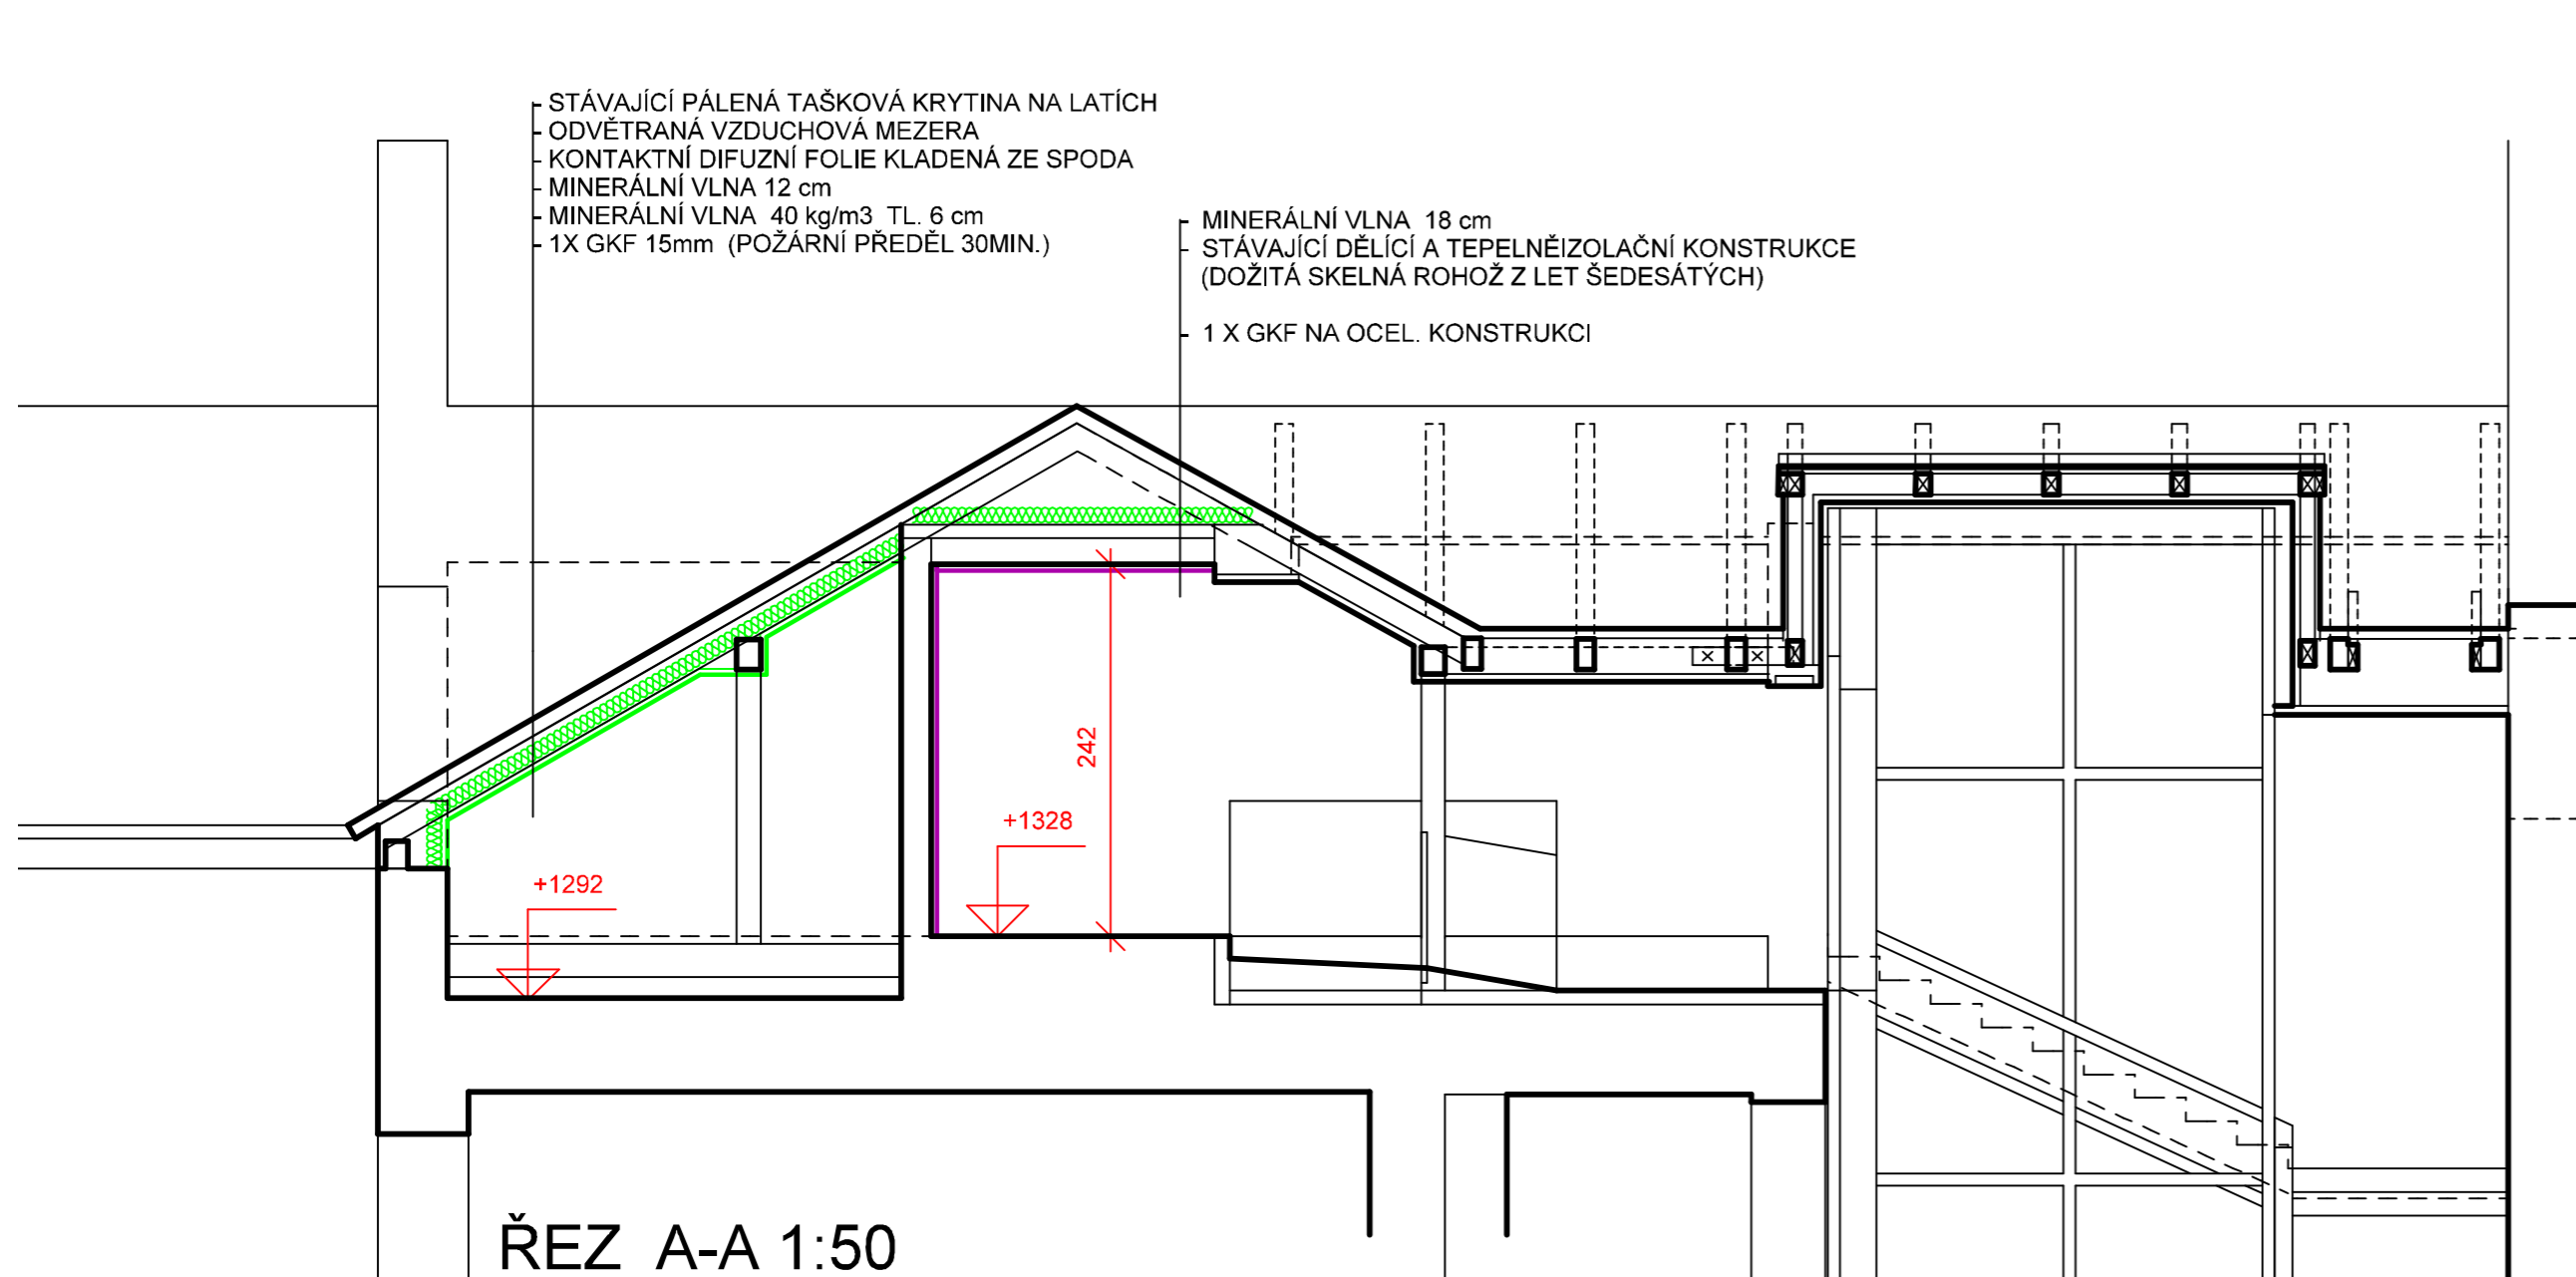 STÁVAJÍCÍ PÁLENÁ TAŠKOVÁ KRYTINA NA LATÍCH
ODVĚTRANÁ VZDUCHOVÁ MEZERA
KONTAKTNÍ DIFUZNÍ FOLIE KLADENÁ ZE SPODA
MINERÁLNÍ VLNA 12 cm
MINERÁLNÍ VLNA 40 kg/m3 TL. 6 cm
1X GKF 15mm (POŽÁRNÍ PŘEDĚL 30MIN.)
MINERÁLNÍ VLNA 18 cm
STÁVAJÍCÍ DĚLÍCÍ A TEPELNĚIZOLAČNÍ KONSTRUKCE
(DOŽITÁ SKELNÁ ROHOŽ Z LET ŠEDESÁTÝCH)
1 X GKF NA OCEL. KONSTRUKCI
242
+1328
+1292
ŘEZ A-A 1:50